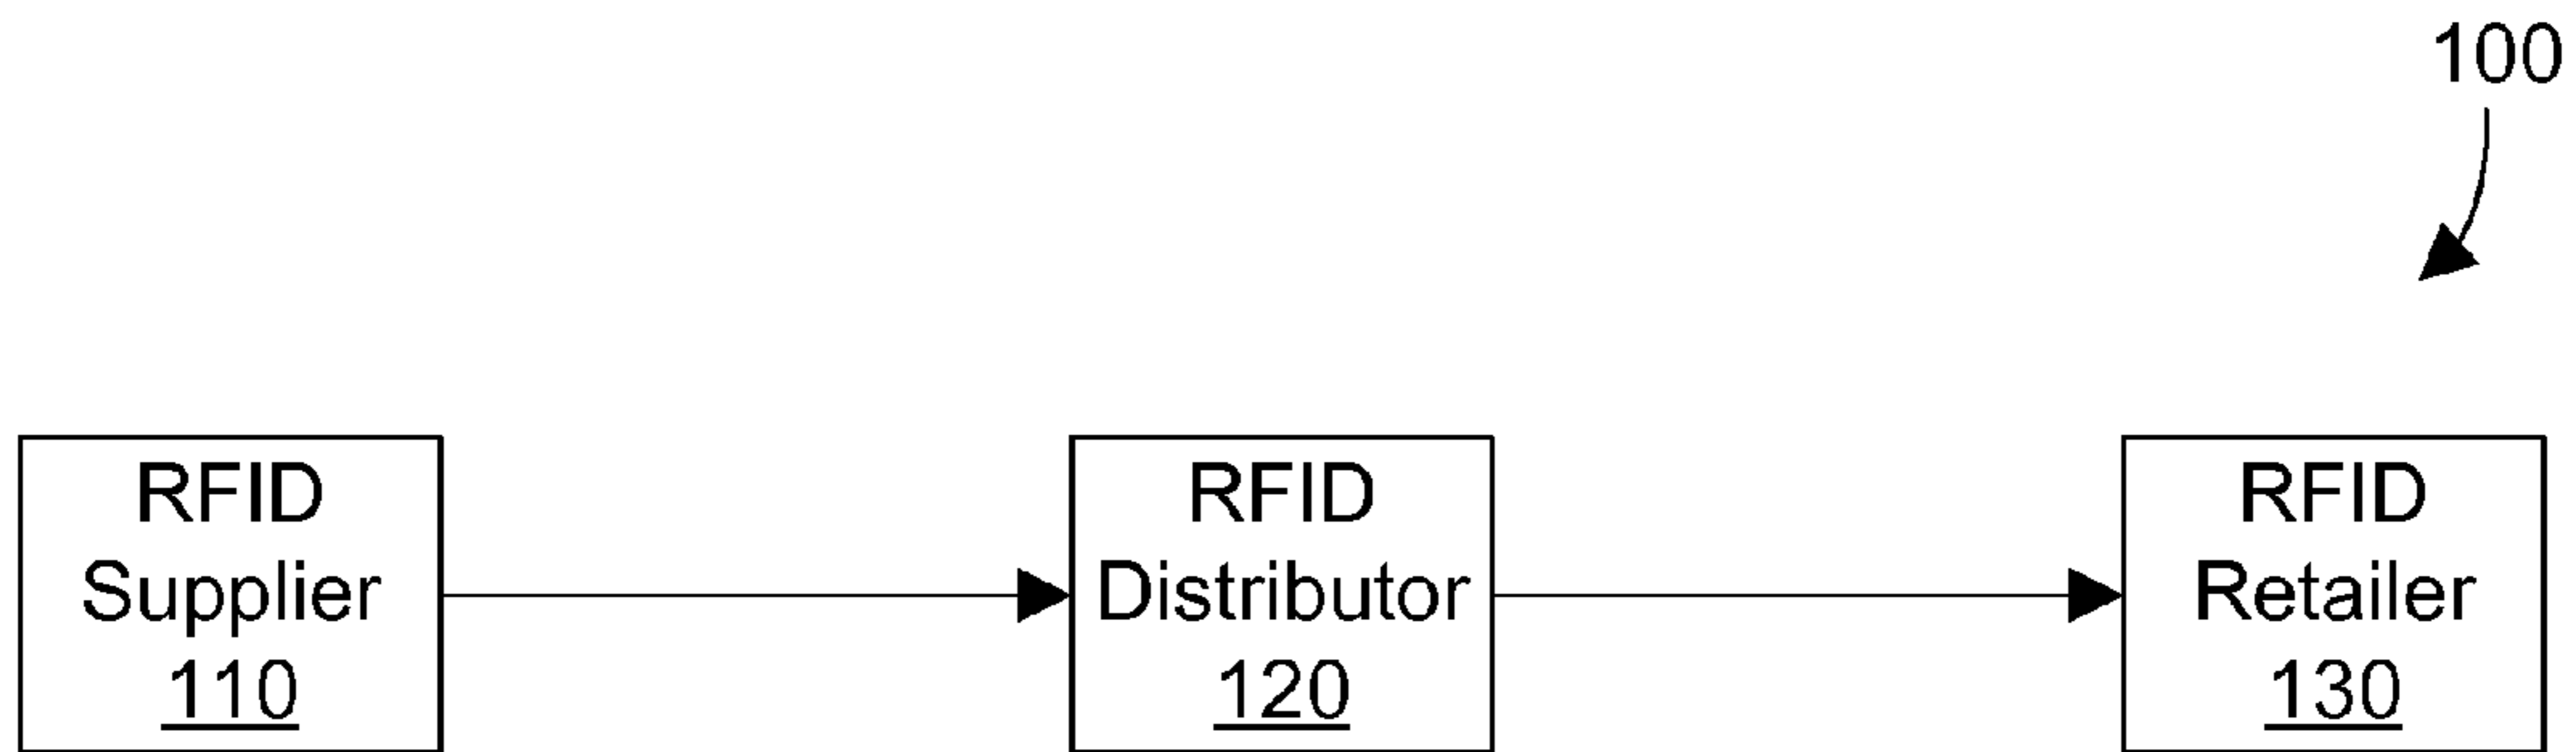 100
RFID
Supplier
110
RFID
Distributor
120
RFID
Retailer
130